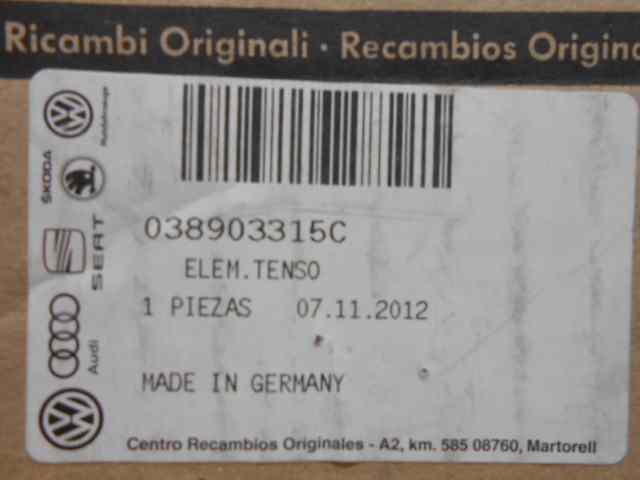 Ricambi Originali · Recambios Origina
Autohrzeuge
ŠKODA
038903315C
SEAT
ELEM.TENSO
1 PIEZAS 07.11.2012
Audi
MADE IN GERMANY
Centro Recambios Originales - A2, km. 585 08760, Martorell